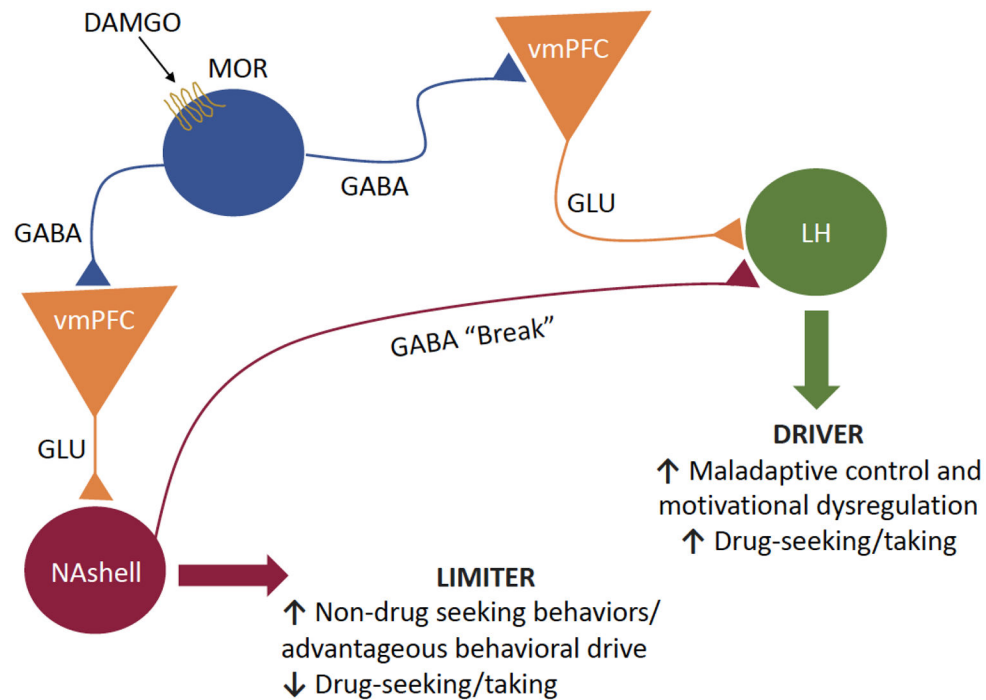 DAMGO
MOR
vmPFC
GABA
GLU
GABA
LH
vmPFC
GABA “Break”
GLU
DRIVER
↑ Maladaptive control and
motivational dysregulation
↑ Drug-seeking/taking
NAshell
LIMITER
↑ Non-drug seeking behaviors/
advantageous behavioral drive
↓ Drug-seeking/taking